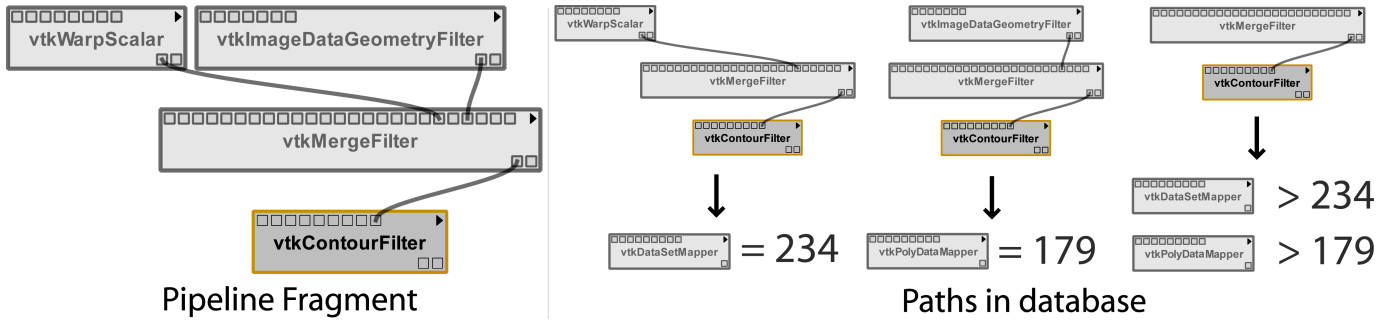 vtkWarpScalar
vtkImageDataGeometryFilter
vtkMergeFilter
vtkContourFilter
Pipeline Fragment
vtkWarpScalar
vtkMergeFilter
vtkContourFilter
vtkDataSetMapper = 234
vtkImageDataGeometryFilter
vtkMergeFilter
vtkContourFilter
vtkPolyDataMapper = 179
vtkMergeFilter
vtkContourFilter
vtkDataSetMapper > 234
vtkPolyDataMapper > 179
Paths in database